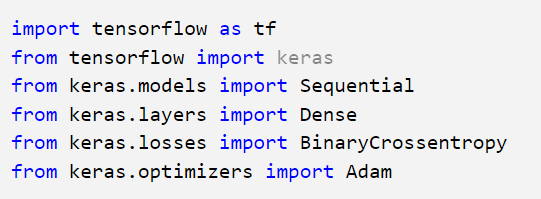 import tensorflow as tf
from tensorflow import keras
from keras.models import Sequential
from keras.layers import Dense
from keras.losses import BinaryCrossentropy
from keras.optimizers import Adam